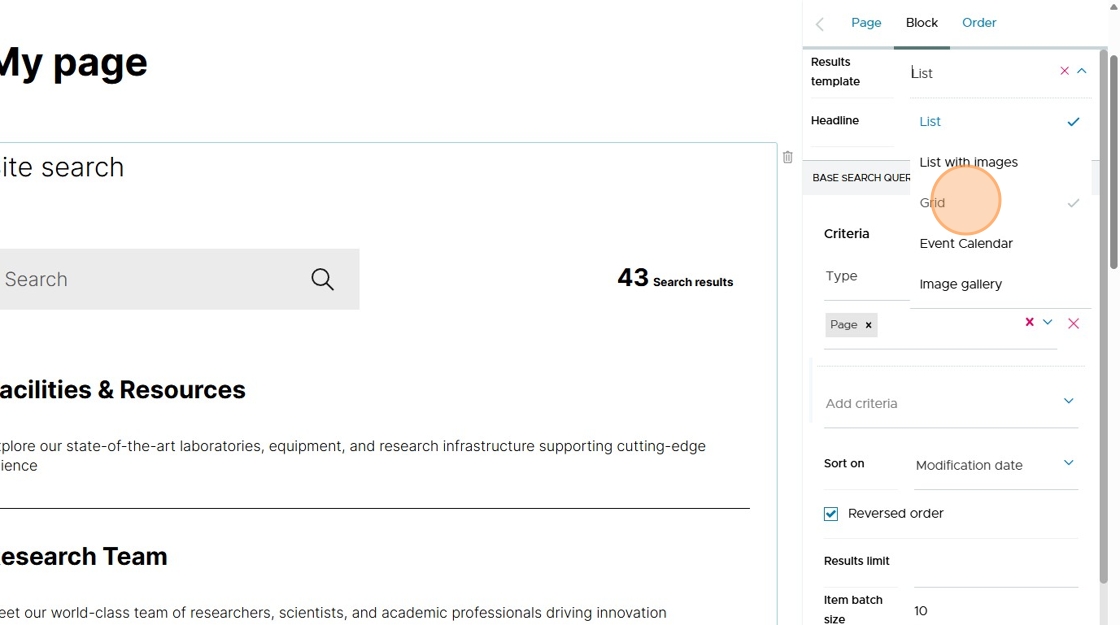 My page
ite search
Search
43 Search results
acilities & Resources
plore our state-of-the-art laboratories, equipment, and research infrastructure supporting cutting-edge
ience
esearch Team
eet our world-class team of researchers, scientists, and academic professionals driving innovation
Page
Block
Order
Results
template
List
List
List with images
Grid
Event Calendar
Image gallery
Headline
BASE SEARCH QUER
Criteria
Type
Page x
Add criteria
Sort on
Modification date
Reversed order
Results limit
Item batch
size
10